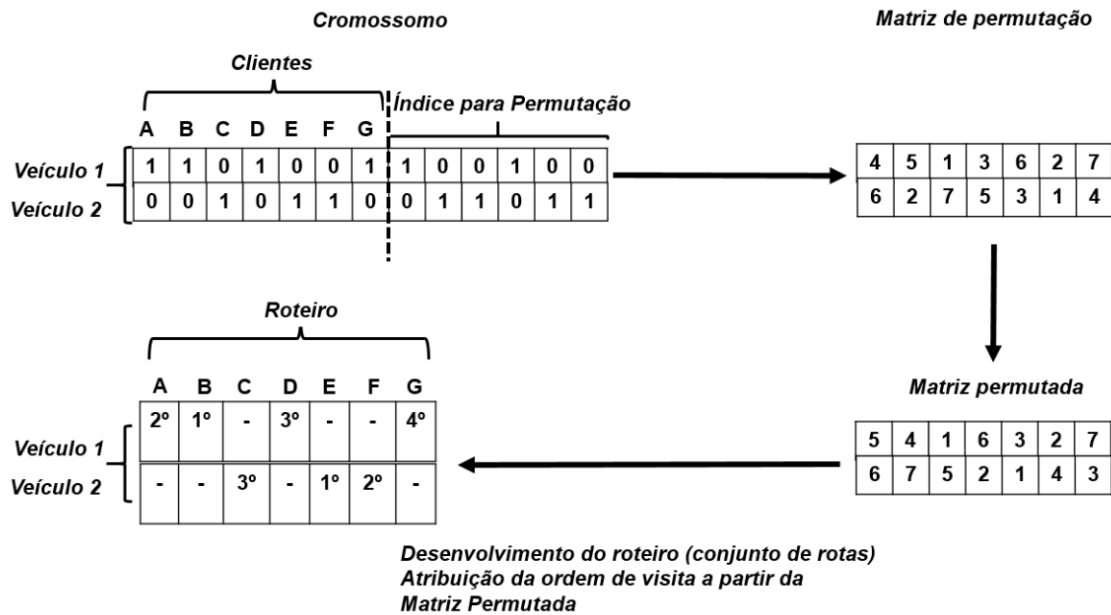 Cromossomo
Matriz de permutação
Clientes
Índice para Permutação
A B C D E F G
Veículo 1
1 1 0 1 0 0 1 1 0 0 1 0 0
Veículo 2
0 0 1 0 1 1 0 0 1 1 0 1 1
4 5 1 3 6 2 7
6 2 7 5 3 1 4
Roteiro
A B C D E F G
Veículo 1
2º 1º - 3º - - 4º
Veículo 2
- - 3º - 1º 2º -
Matriz permutada
5 4 1 6 3 2 7
6 7 5 2 1 4 3
Desenvolvimento do roteiro (conjunto de rotas)
Atribuição da ordem de visita a partir da
Matriz Permutada